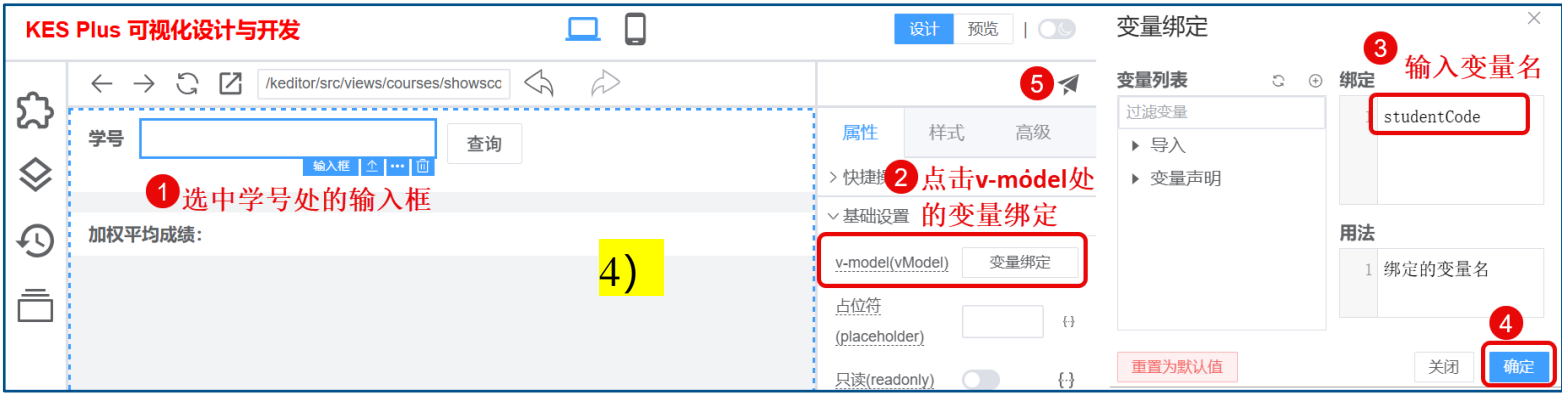 KES Plus 可视化设计与开发
设计 预览
/keditor/src/views/courses/showscc
5
学号
查询
输入框
1 选中学号处的输入框
加权平均成绩:
4)
属性 样式 高级
快捷操
2 点击v-model处
的变量绑定
基础设置
v-model(vModel) 变量绑定
占位符
(placeholder)
只读(readonly)
变量绑定
变量列表
过滤变量
导入
变量声明
重置为默认值
3 输入变量名
绑定
1 studentCode
用法
1 绑定的变量名
4
关闭 确定